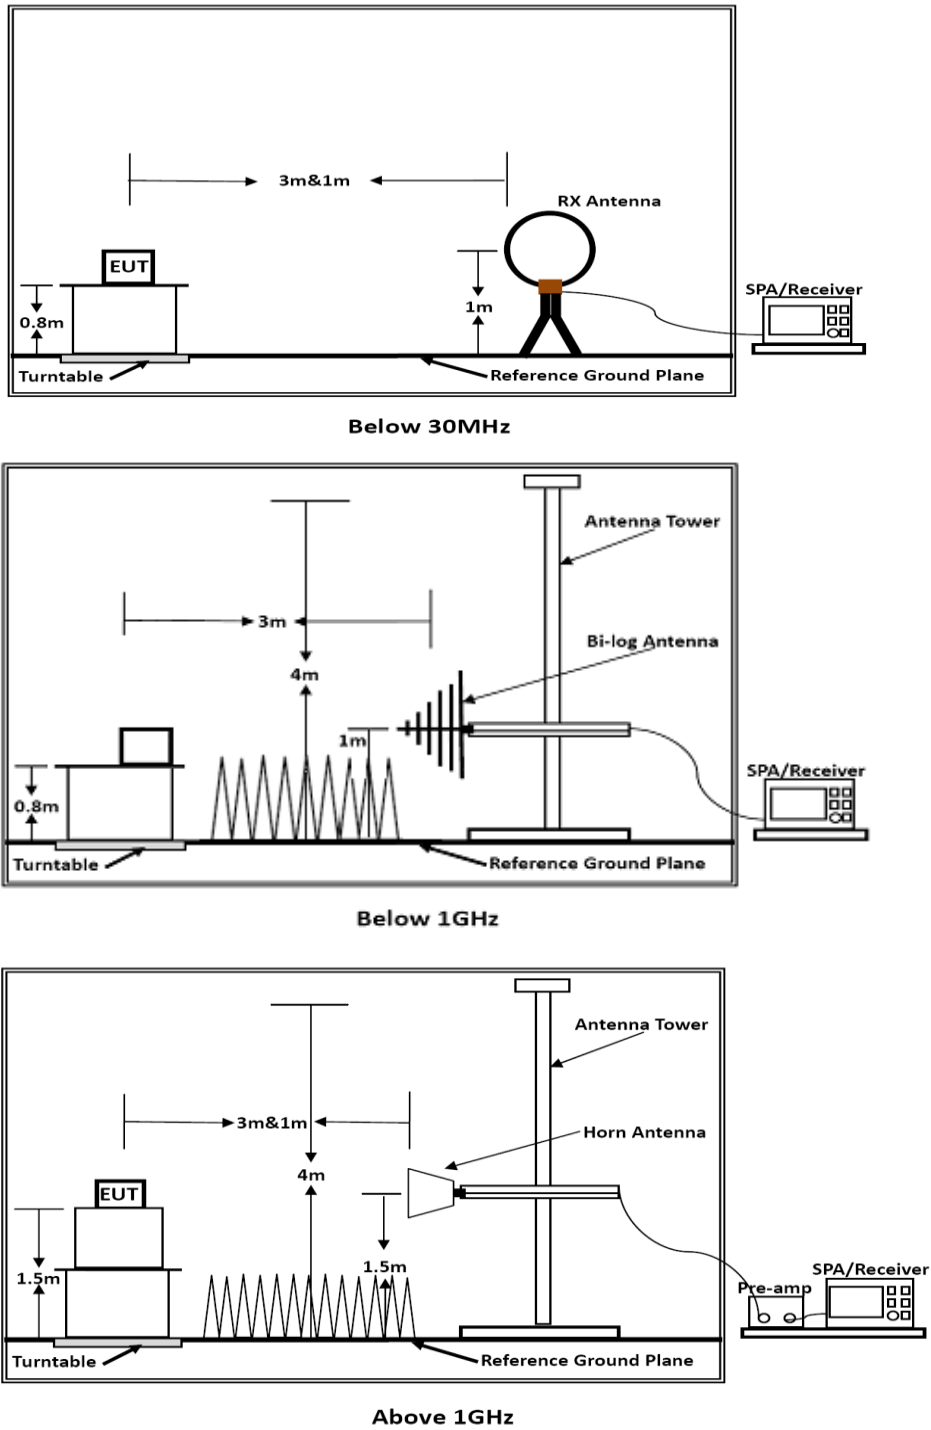 3m&1m
RX Antenna
EUT
SPA/Receiver
1m
0.8m
Turntable
Reference Ground Plane
Below 30MHz
Antenna Tower
3m
Bi-log Antenna
4m
1m
SPA/Receiver
0.8m
Turntable
Reference Ground Plane
Below 1GHz
Antenna Tower
3m&1m
Horn Antenna
4m
EUT
1.5m
SPA/Receiver
1.5m
Pre-amp
Turntable
Reference Ground Plane
Above 1GHz